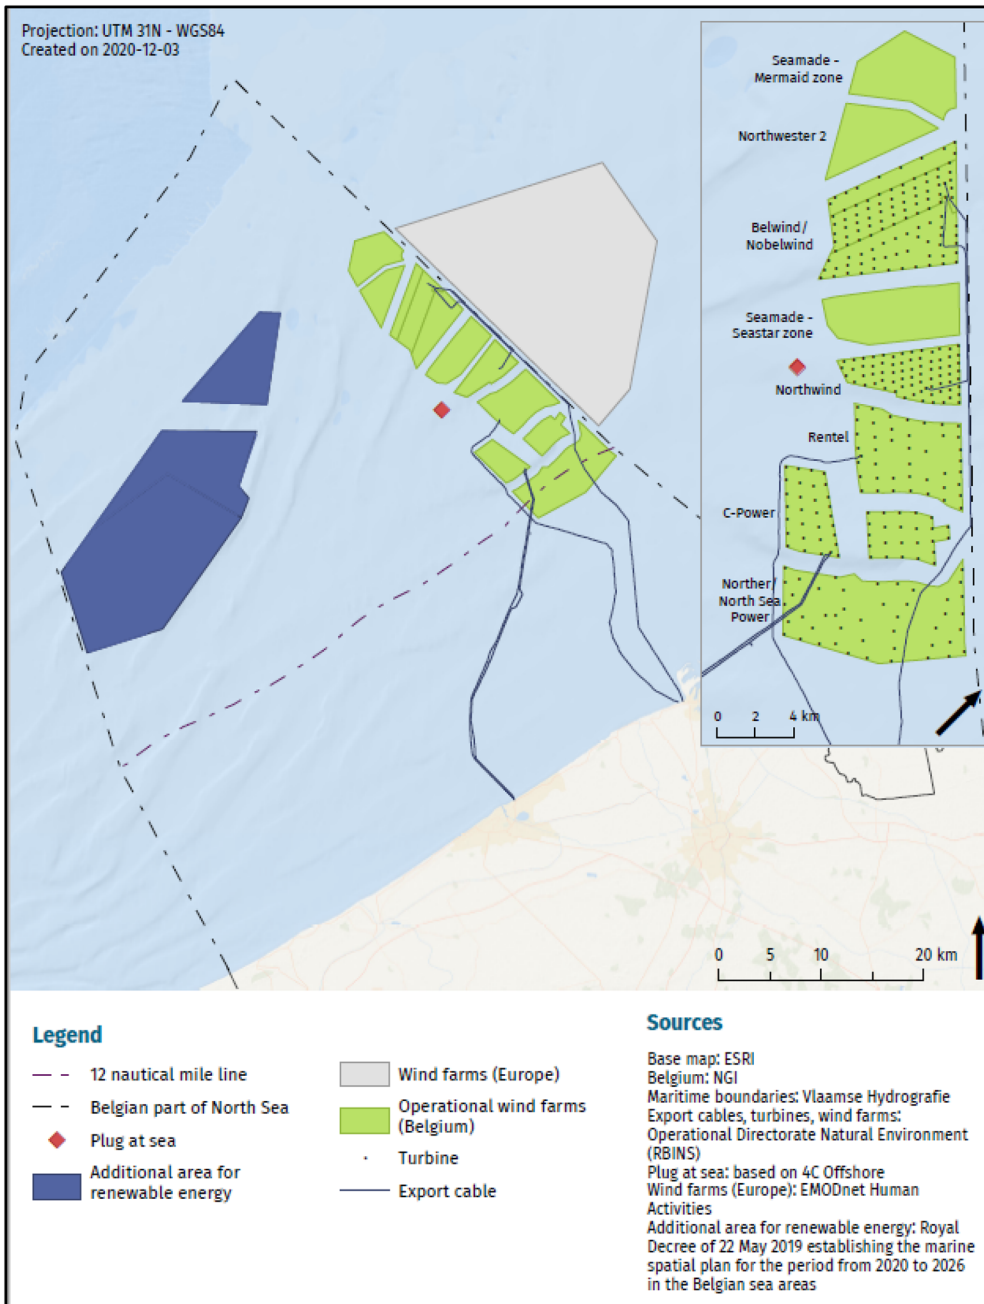 Projection: UTM 31N - WGS84
Created on 2020-12-03
Seamade -
Mermaid zone
Northwester 2
Belwind/
Nobelwind
Seamade -
Seastar zone
Northwind
Rentel
C-Power
Norther/
North Sea
Power
0 2 4 km
0 5 10 20 km
Legend
12 nautical mile line
Belgian part of North Sea
Plug at sea
Additional area for
renewable energy
Wind farms (Europe)
Operational wind farms
(Belgium)
Turbine
Export cable
Sources
Base map: ESRI
Belgium: NGI
Maritime boundaries: Vlaamse Hydrografie
Export cables, turbines, wind farms:
Operational Directorate Natural Environment
(RBINS)
Plug at sea: based on 4C Offshore
Wind farms (Europe): EMODnet Human
Activities
Additional area for renewable energy: Royal
Decree of 22 May 2019 establishing the marine
spatial plan for the period from 2020 to 2026
in the Belgian sea areas